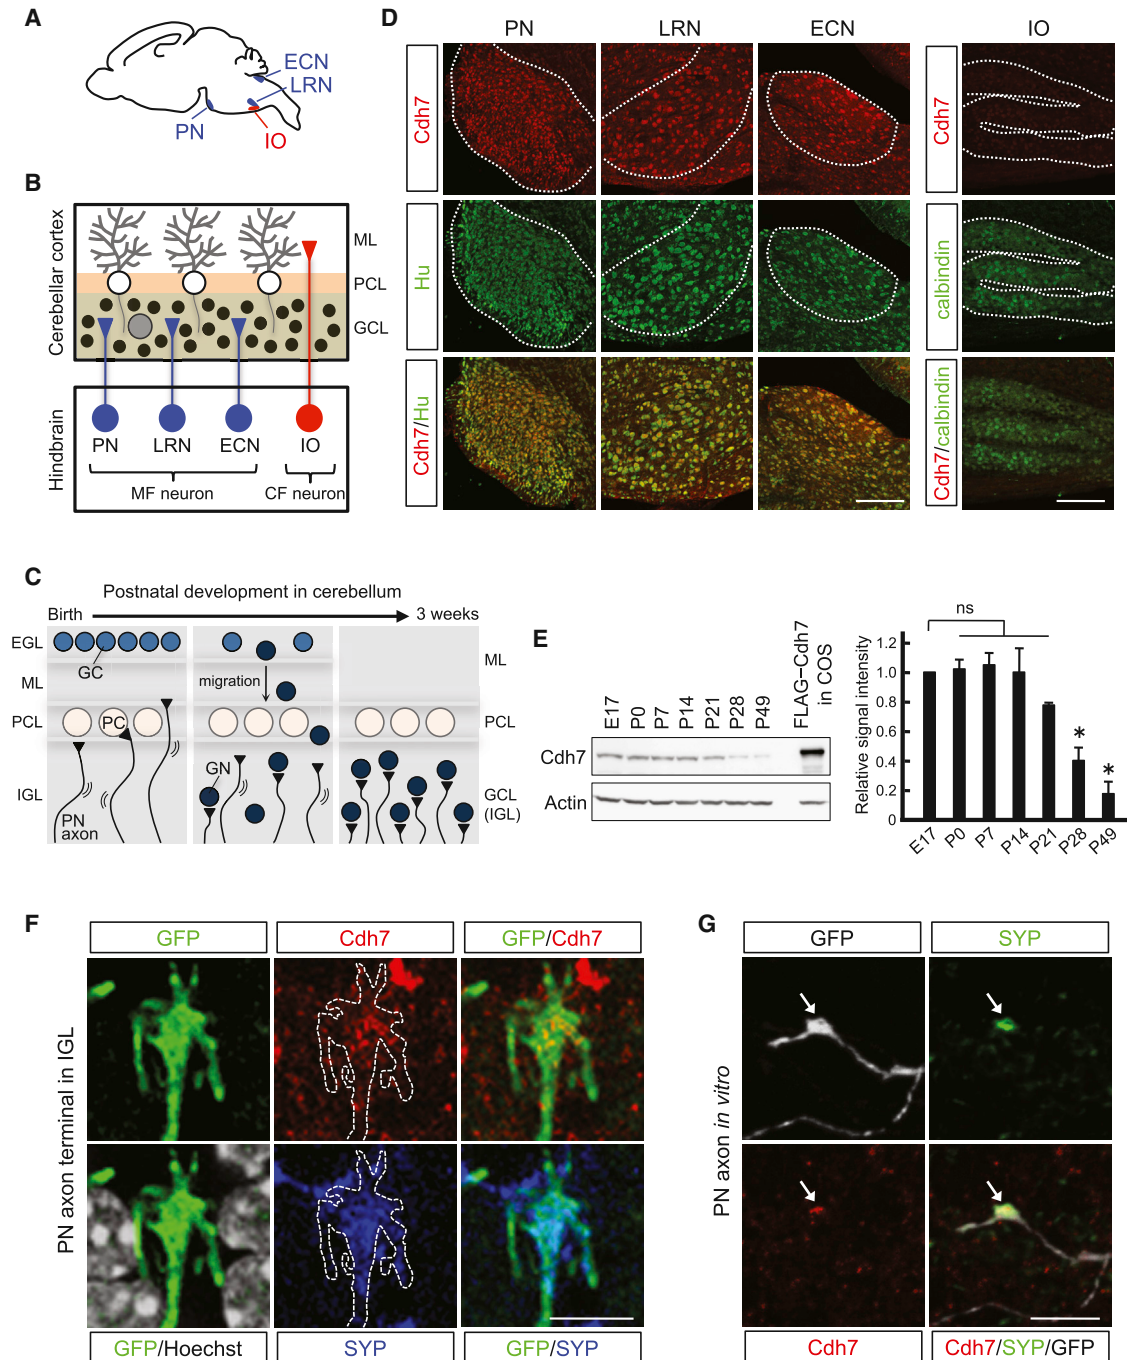 A
ECN
LRN
PN
IO
B
Cerebellar cortex
ML
PCL
GCL
Hindbrain
PN
LRN
ECN
IO
MF neuron
CF neuron
C
Postnatal development in cerebellum
Birth
3 weeks
EGL
GC
ML
migration
ML
PCL
PC
PCL
GN
IGL
PN
axon
GCL
(IGL)
D
PN
LRN
ECN
IO
Cdh7
Cdh7
Hu
calbindin
Cdh7/Hu
Cdh7/calbindin
E
E17
P0
P7
P14
P21
P28
P49
FLAG–Cdh7
in COS
Cdh7
Actin
Relative signal intensity
ns
1.2
1.0
0.8
0.6
0.4
0.2
0
*
*
E17
P0
P7
P14
P21
P28
P49
F
GFP
Cdh7
GFP/Cdh7
PN axon terminal in IGL
GFP/Hoechst
SYP
GFP/SYP
G
GFP
SYP
PN axon in vitro
Cdh7
Cdh7/SYP/GFP